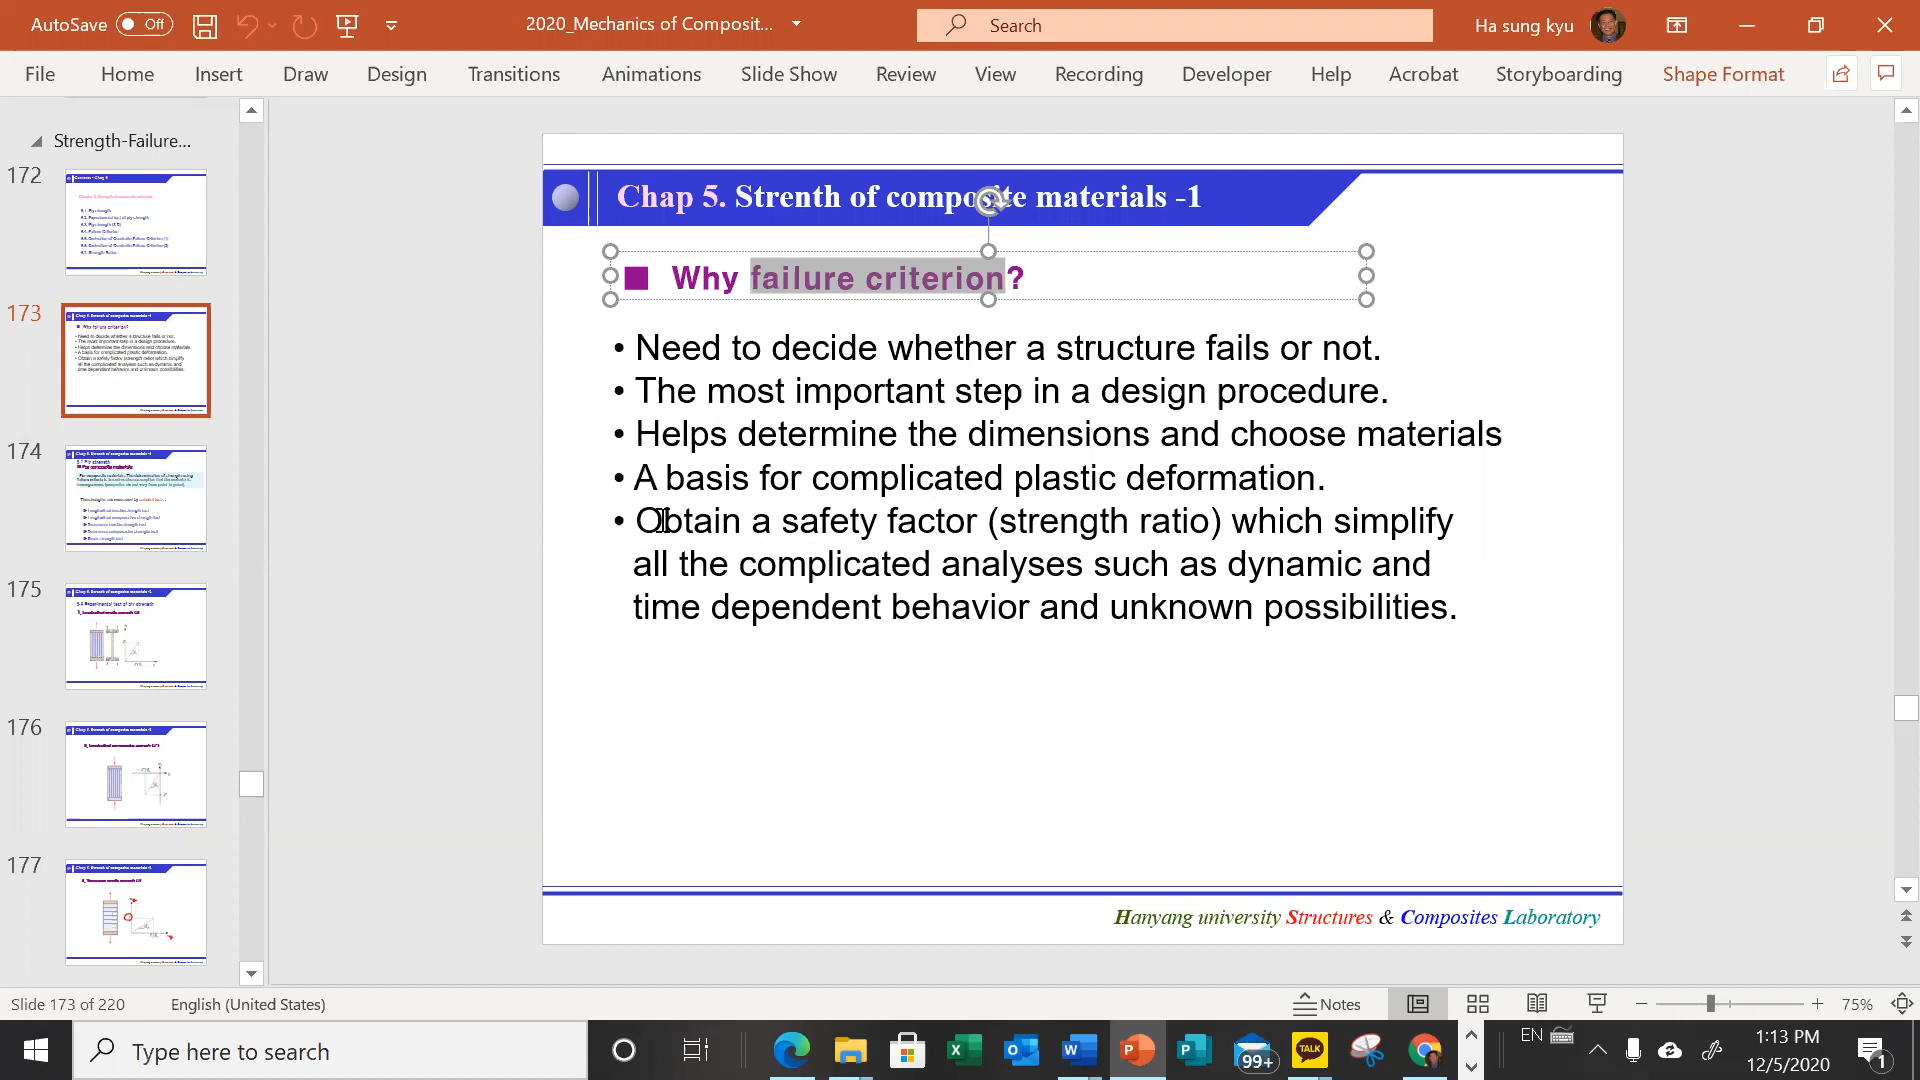 AutoSave Off
2020_Mechanics of Composit...
Search
Ha sung kyu
File Home Insert Draw Design Transitions Animations Slide Show Review View Recording Developer Help Acrobat Storyboarding Shape Format
Strength-Failure...
172
173
174
175
176
177
Chap 5. Strenth of composite materials -1
■ Why failure criterion?
• Need to decide whether a structure fails or not.
• The most important step in a design procedure.
• Helps determine the dimensions and choose materials
• A basis for complicated plastic deformation.
• Obtain a safety factor (strength ratio) which simplify
all the complicated analyses such as dynamic and
time dependent behavior and unknown possibilities.
Hanyang university Structures & Composites Laboratory
Slide 173 of 220
English (United States)
Notes
75%
Type here to search
99+
TALK
EN
1:13 PM
12/5/2020
1